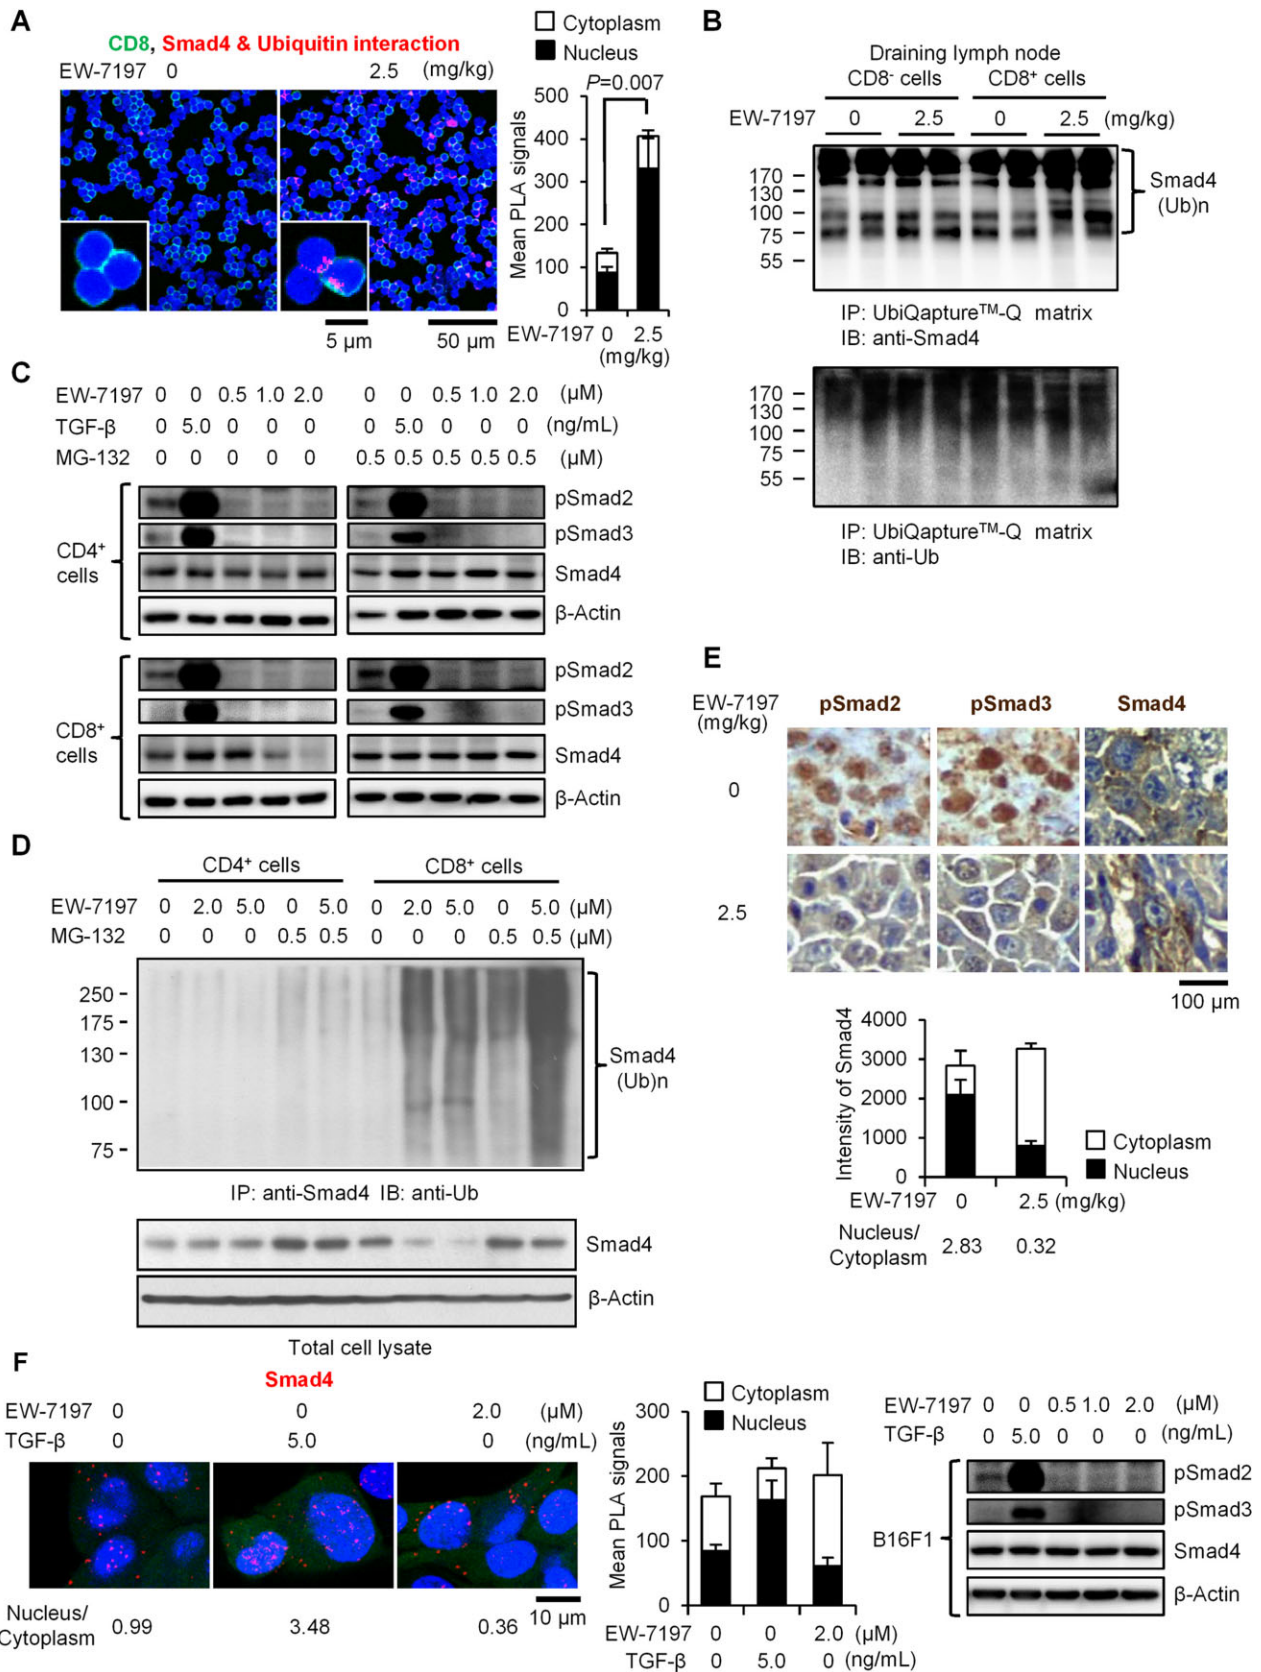 A
CD8, Smad4 & Ubiquitin interaction
EW-7197 0 2.5 (mg/kg)
5 µm 50 µm
Cytoplasm
Nucleus
P=0.007
Mean PLA signals
500
400
300
200
100
0
EW-7197 0 2.5
(mg/kg)
B
Draining lymph node
CD8- cells CD8+ cells
EW-7197 0 2.5 0 2.5 (mg/kg)
170
130
100
75
55
Smad4
(Ub)n
IP: UbiQapture™-Q matrix
IB: anti-Smad4
170
130
100
75
55
IP: UbiQapture™-Q matrix
IB: anti-Ub
C
EW-7197 0 0 0.5 1.0 2.0 0 0 0.5 1.0 2.0 (µM)
TGF-β 0 5.0 0 0 0 0 5.0 0 0 0 (ng/mL)
MG-132 0 0 0 0 0 0.5 0.5 0.5 0.5 0.5 (µM)
CD4+
cells
pSmad2
pSmad3
Smad4
β-Actin
CD8+
cells
pSmad2
pSmad3
Smad4
β-Actin
D
CD4+ cells CD8+ cells
EW-7197 0 2.0 5.0 0 5.0 0 2.0 5.0 0 5.0 (µM)
MG-132 0 0 0 0.5 0.5 0 0 0 0.5 0.5 (µM)
250
175
130
100
75
Smad4
(Ub)n
IP: anti-Smad4 IB: anti-Ub
Smad4
β-Actin
Total cell lysate
E
EW-7197
(mg/kg)
pSmad2 pSmad3 Smad4
0
2.5
100 µm
Intensity of Smad4
4000
3000
2000
1000
0
Cytoplasm
Nucleus
EW-7197 0 2.5 (mg/kg)
Nucleus/
Cytoplasm
2.83 0.32
F
Smad4
EW-7197 0 0 2.0 (µM)
TGF-β 0 5.0 0 (ng/mL)
10 µm
Nucleus/
Cytoplasm
0.99 3.48 0.36
Cytoplasm
Nucleus
Mean PLA signals
300
200
100
0
EW-7197 0 0 2.0 (µM)
TGF-β 0 5.0 0 (ng/mL)
EW-7197 0 0 0.5 1.0 2.0 (µM)
TGF-β 0 5.0 0 0 0 (ng/mL)
B16F1
pSmad2
pSmad3
Smad4
β-Actin